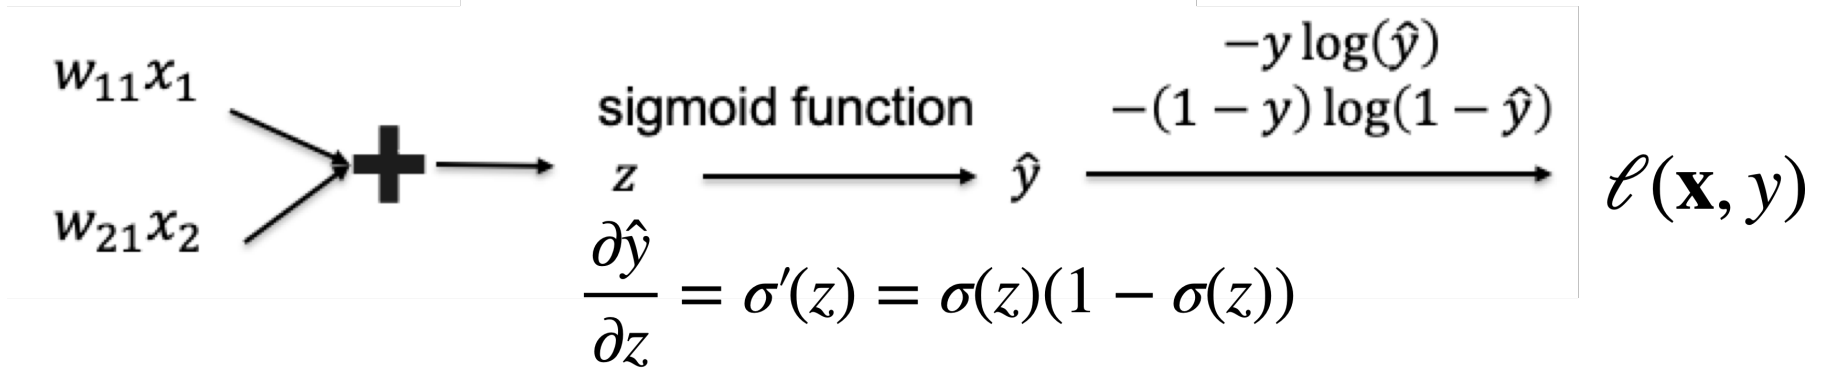 −y log(ŷ)
w₁₁x₁
sigmoid function
−(1 − y) log(1 − ŷ)
z
ŷ
ℓ(𝐱, y)
w₂₁x₂
∂ŷ/∂z = σ′(z) = σ(z)(1 − σ(z))